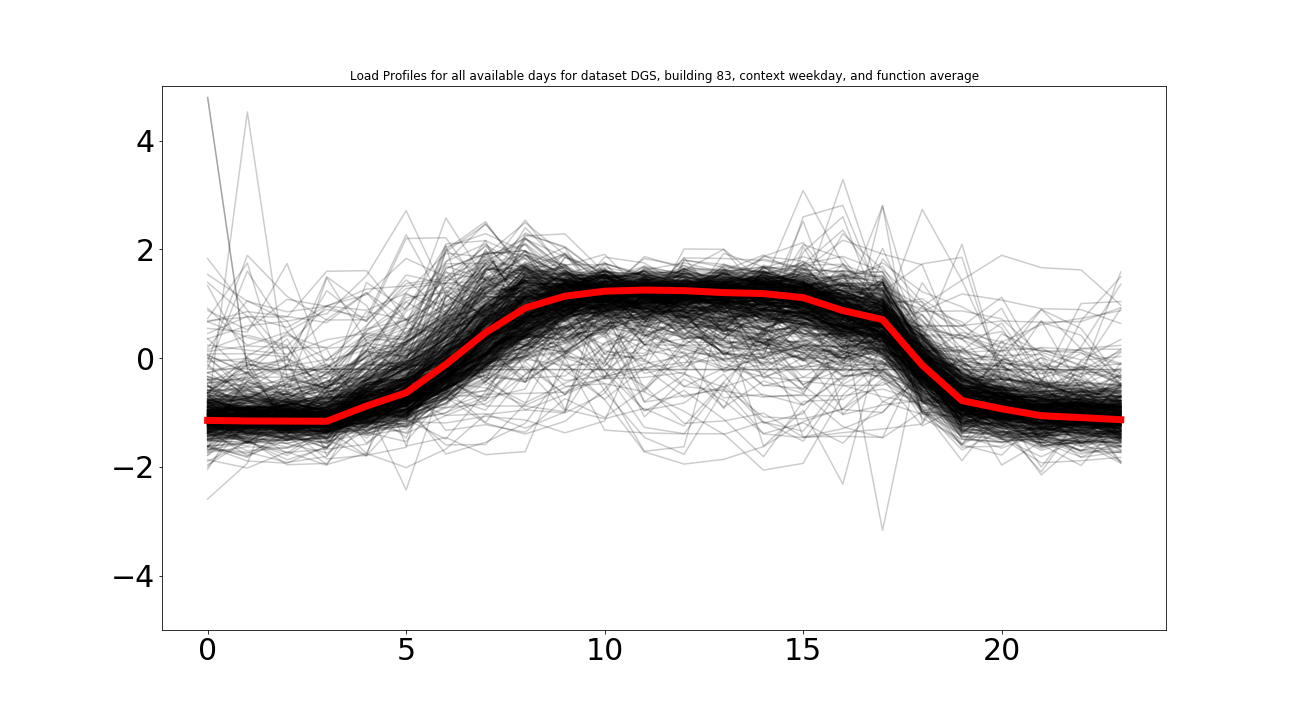 Load Profiles for all available days for dataset DGS, building 83, context weekday, and function average
4
2
0
−2
−4
0 5 10 15 20